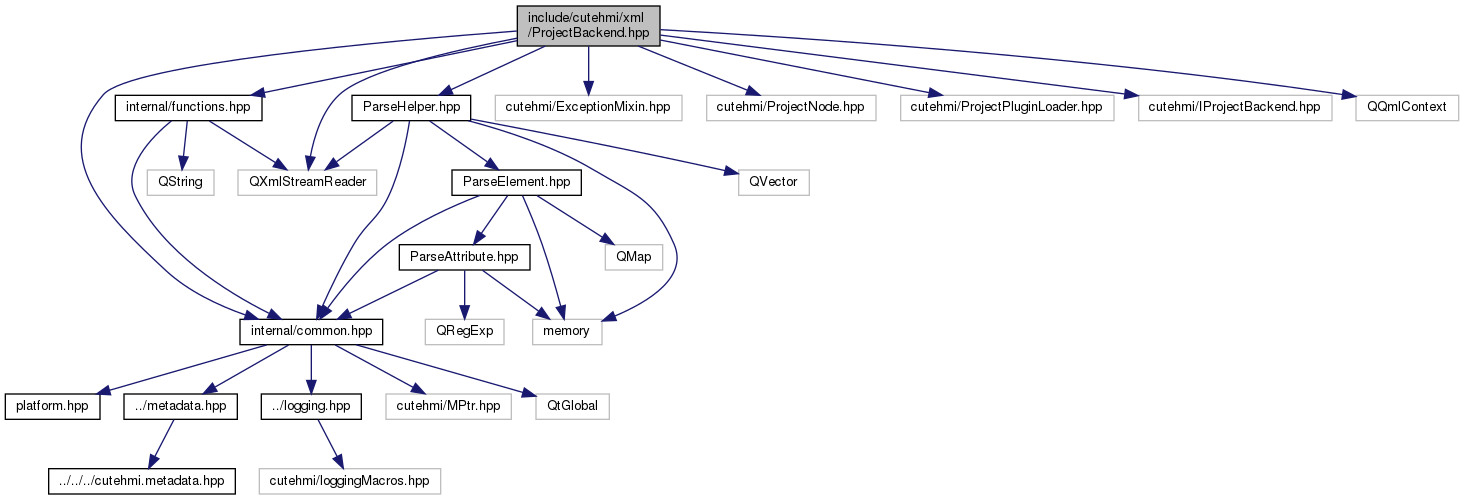 include/cutehmi/xml
/ProjectBackend.hpp
internal/functions.hpp
ParseHelper.hpp
cutehmi/ExceptionMixin.hpp
cutehmi/ProjectNode.hpp
cutehmi/ProjectPluginLoader.hpp
cutehmi/IProjectBackend.hpp
QQmlContext
QString
QXmlStreamReader
ParseElement.hpp
QVector
ParseAttribute.hpp
QMap
internal/common.hpp
QRegExp
memory
platform.hpp
../metadata.hpp
../logging.hpp
cutehmi/MPtr.hpp
QtGlobal
../../../cutehmi.metadata.hpp
cutehmi/loggingMacros.hpp